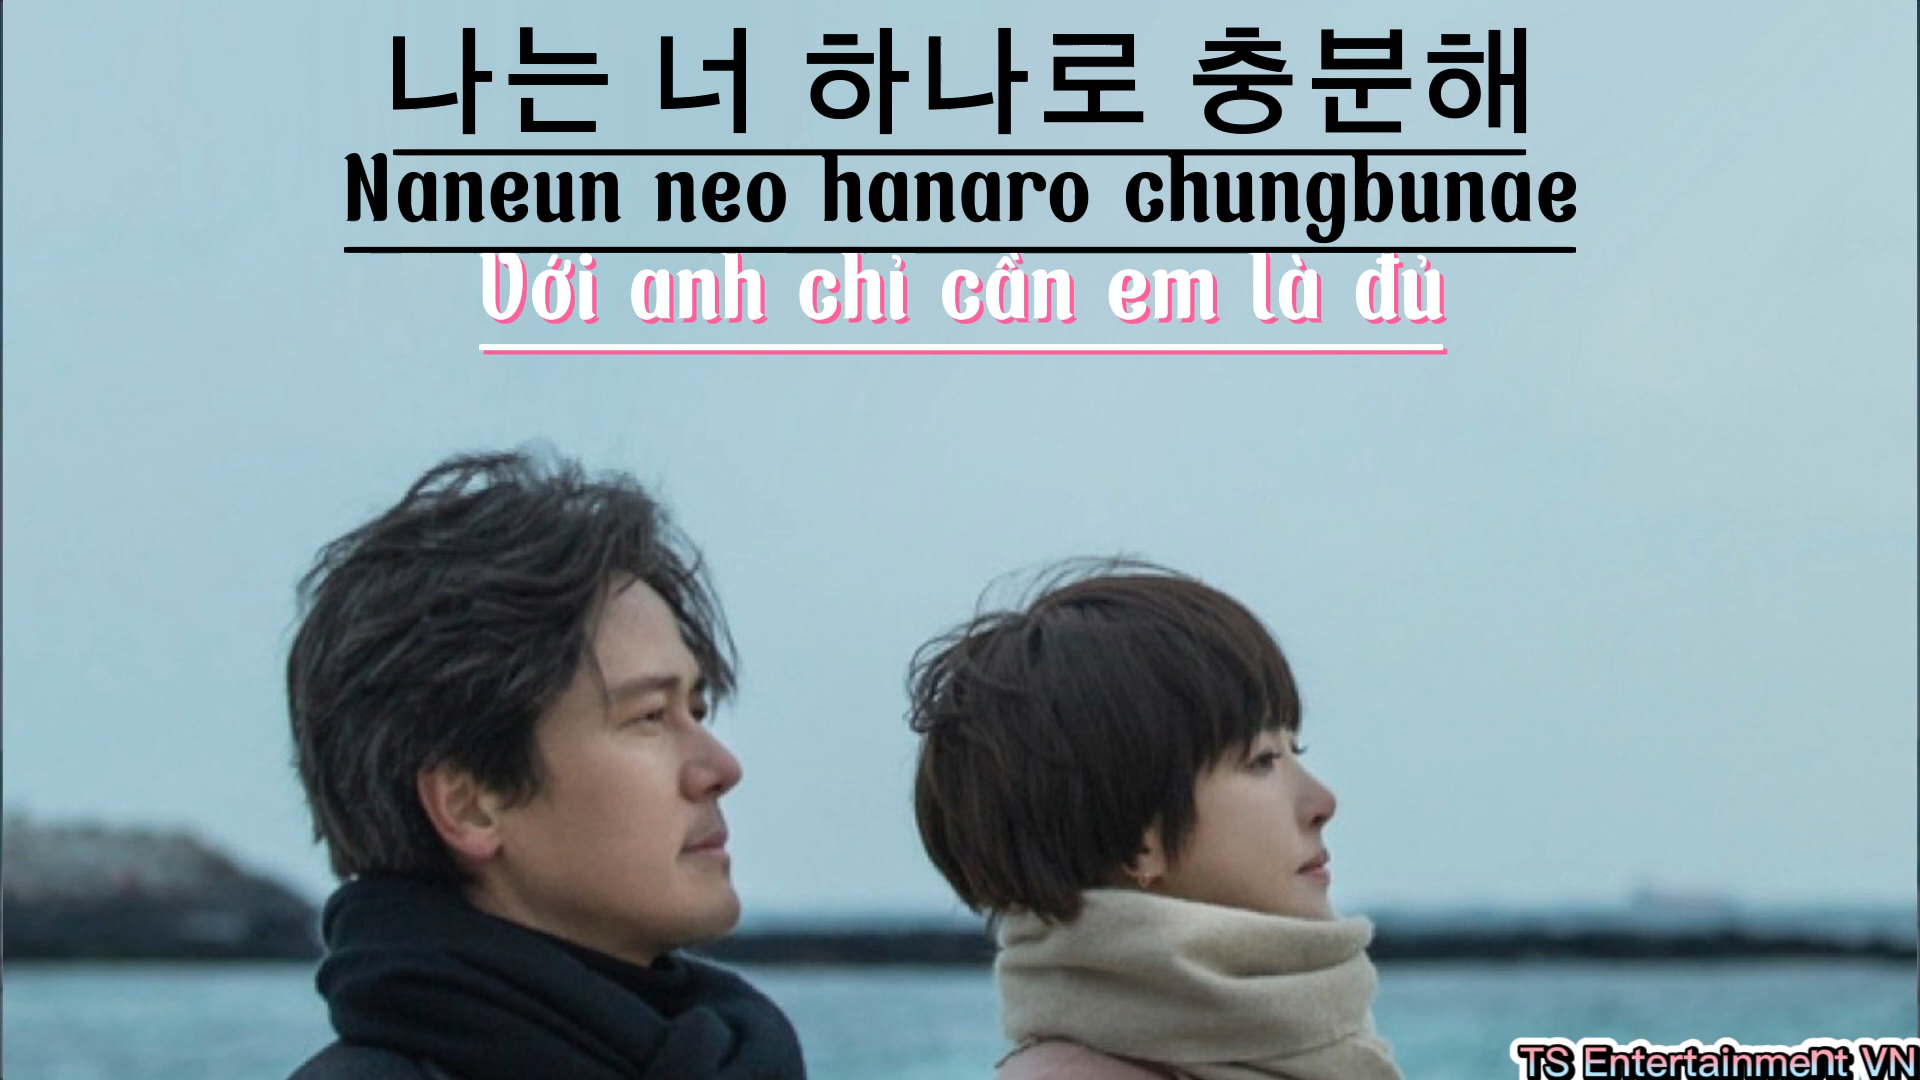 나는 너 하나로 충분해
Naneun neo hanaro chungbunae
Với anh chỉ cần em là đủ
TS Entertainment VN